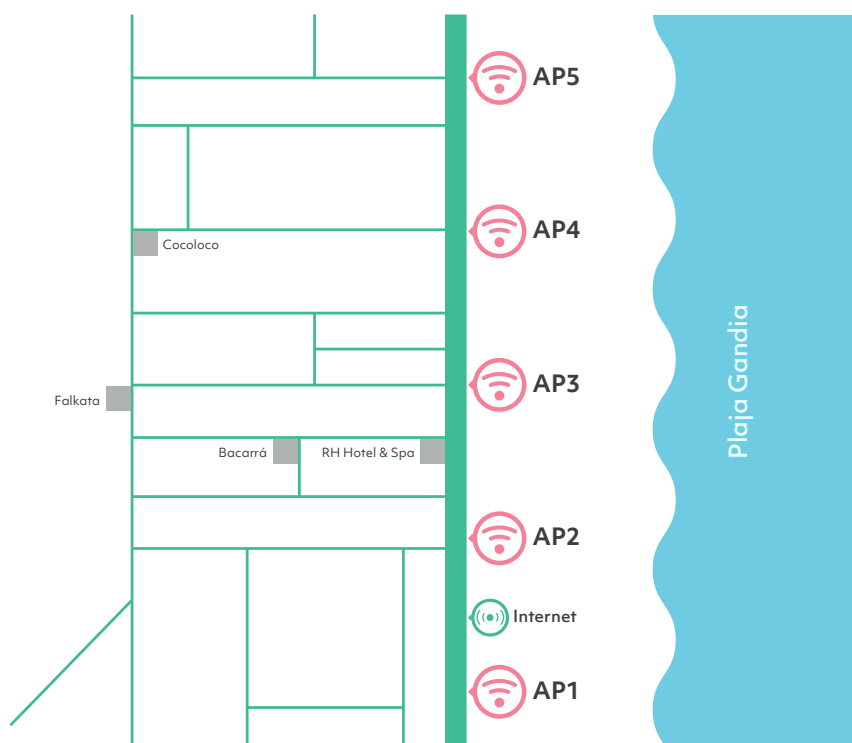 AP5
AP4
Cocoloco
Plaja Gandia
AP3
Falkata
Bacarrá
RH Hotel & Spa
AP2
Internet
AP1